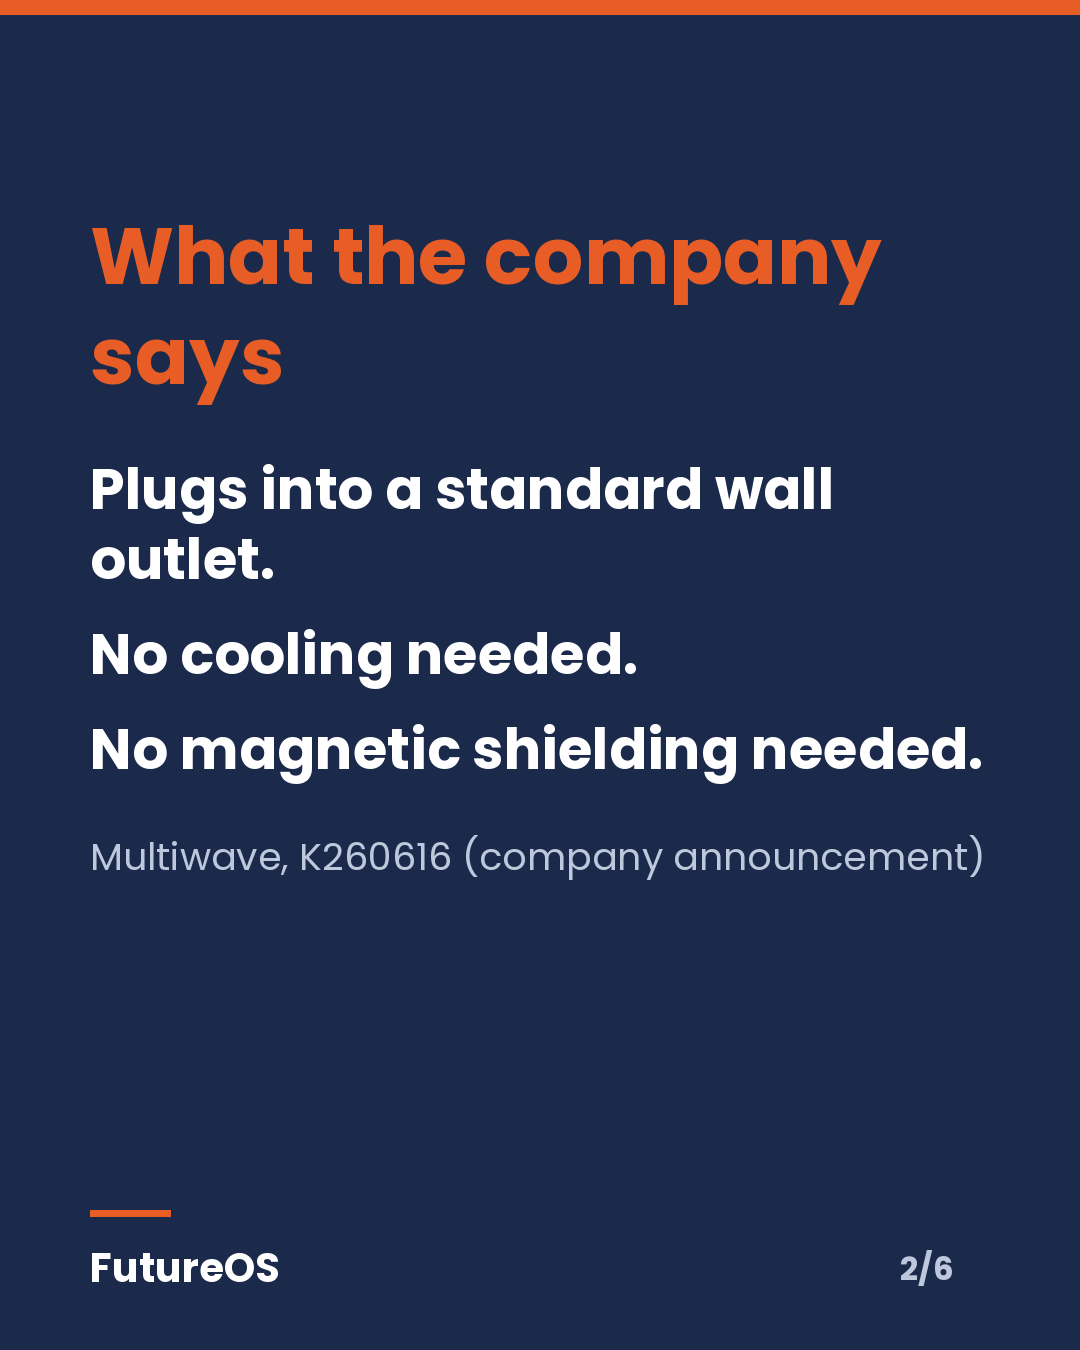 What the company
says
Plugs into a standard wall
outlet.
No cooling needed.
No magnetic shielding needed.
Multiwave, K260616 (company announcement)
FutureOS
2/6